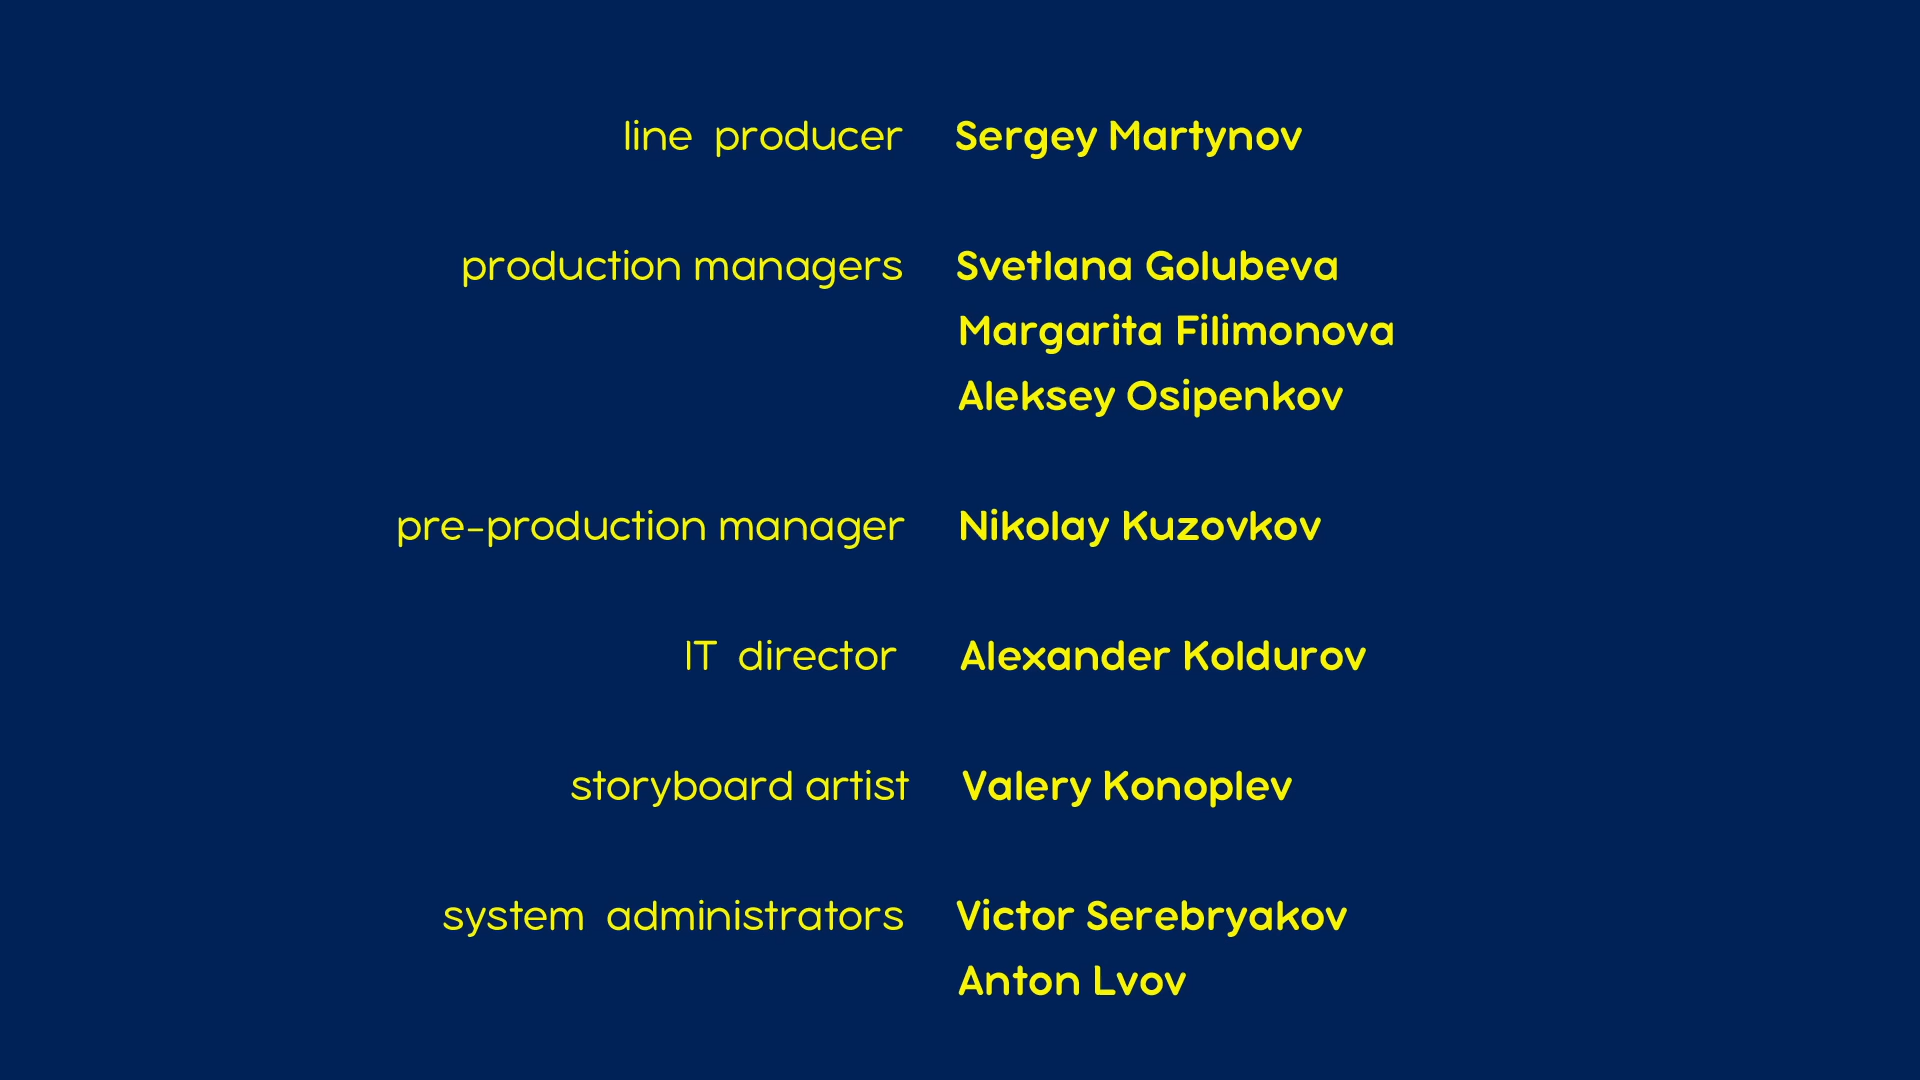 line producer Sergey Martynov
production managers Svetlana Golubeva
Margarita Filimonova
Aleksey Osipenkov
pre-production manager Nikolay Kuzovkov
IT director Alexander Koldurov
storyboard artist Valery Konoplev
system administrators Victor Serebryakov
Anton Lvov